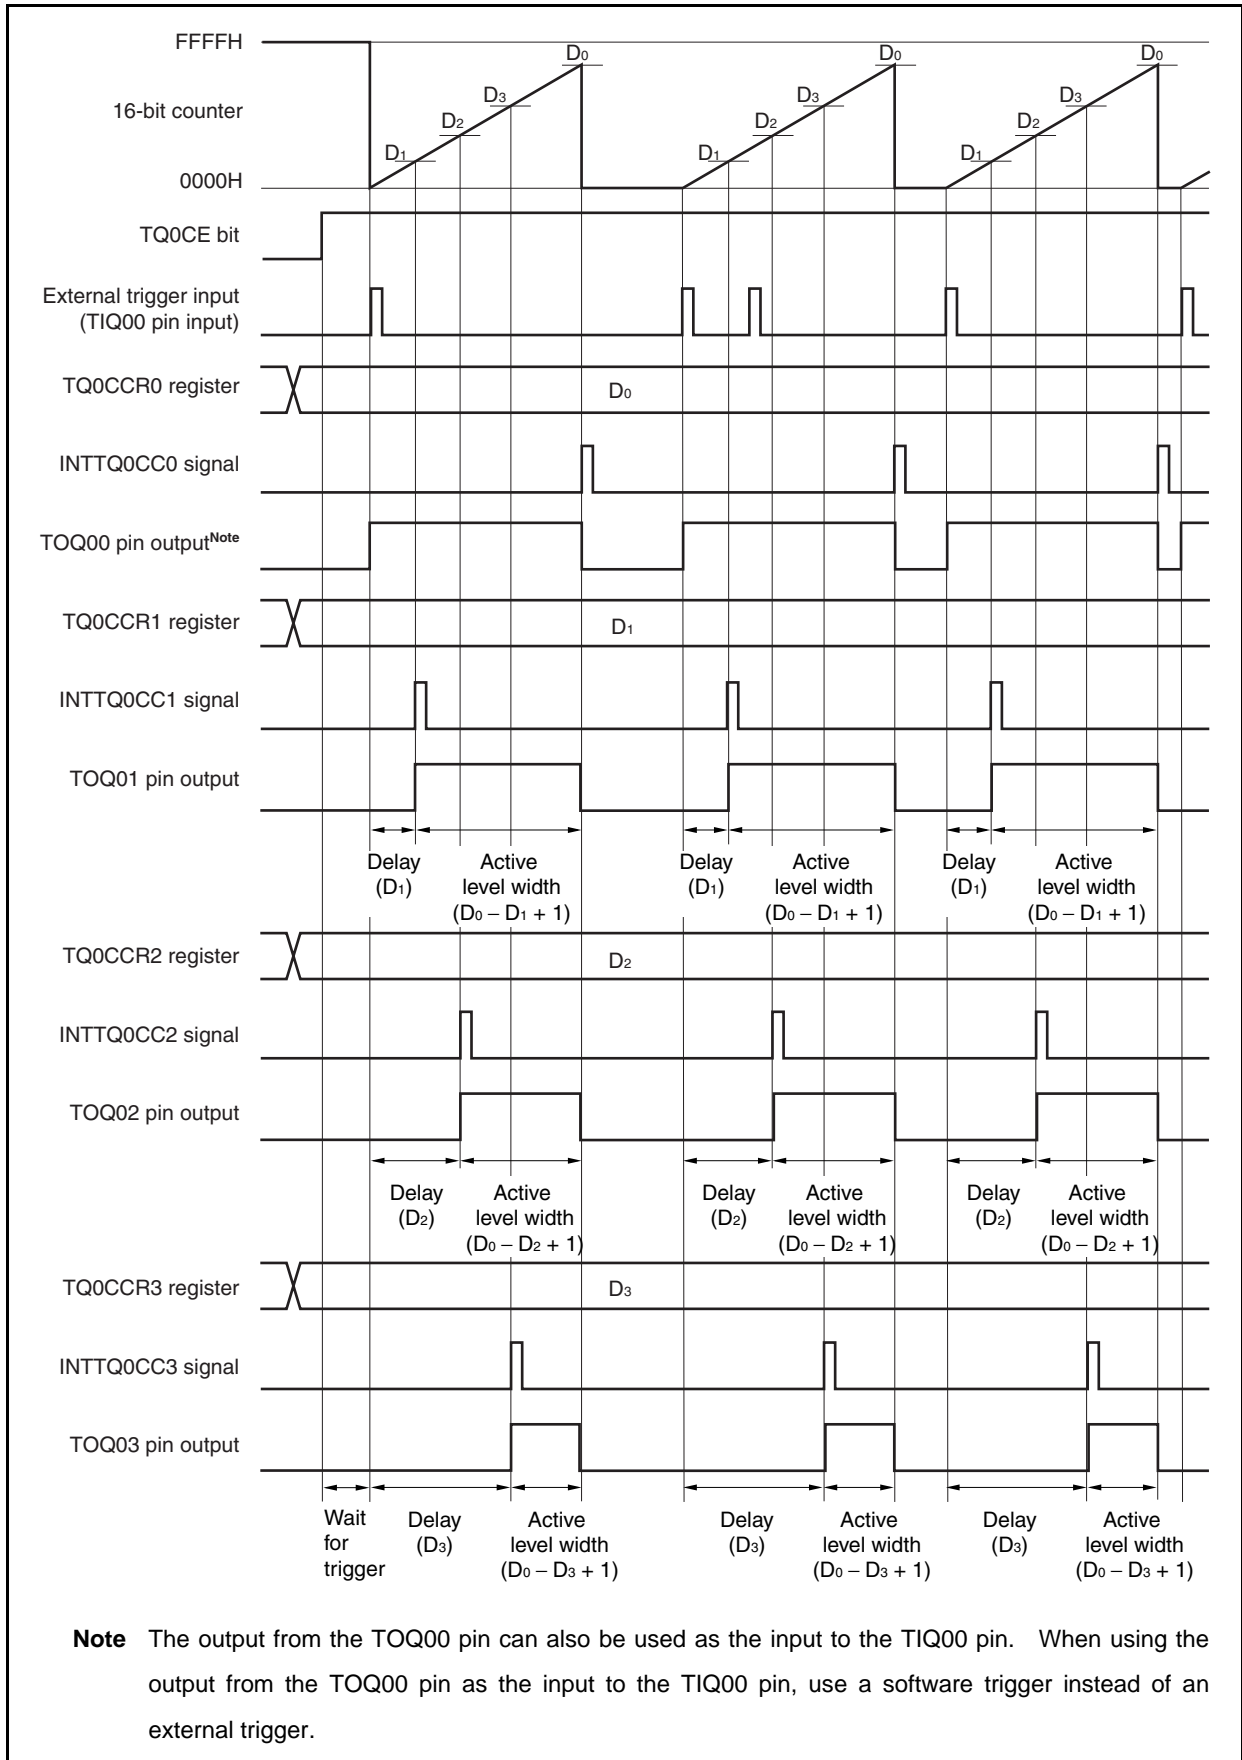 FFFFH
D0 D0 D0
D3 D3 D3
16-bit counter
D2 D2 D2
D1 D1 D1
0000H
TQ0CE bit
External trigger input
(TIQ00 pin input)
TQ0CCR0 register
D0
INTTQ0CC0 signal
TOQ00 pin outputNote
TQ0CCR1 register
D1
INTTQ0CC1 signal
TOQ01 pin output
Delay Active Delay Active Delay Active
(D1) level width (D1) level width (D1) level width
(D0 – D1 + 1) (D0 – D1 + 1) (D0 – D1 + 1)
TQ0CCR2 register
D2
INTTQ0CC2 signal
TOQ02 pin output
Delay Active Delay Active Delay Active
(D2) level width (D2) level width (D2) level width
(D0 – D2 + 1) (D0 – D2 + 1) (D0 – D2 + 1)
TQ0CCR3 register
D3
INTTQ0CC3 signal
TOQ03 pin output
Wait Delay Active Delay Active Delay Active
for (D3) level width (D3) level width (D3) level width
trigger (D0 – D3 + 1) (D0 – D3 + 1) (D0 – D3 + 1)
Note The output from the TOQ00 pin can also be used as the input to the TIQ00 pin. When using the
output from the TOQ00 pin as the input to the TIQ00 pin, use a software trigger instead of an
external trigger.